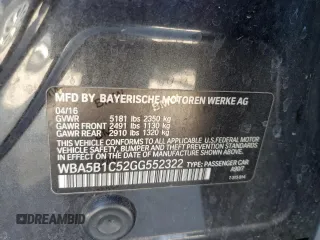 MFD BY BAYERISCHE MOTOREN WERKE AG
04/16
GVWR 5181 lbs 2350 kg
GAWR FRONT 2491 lbs 1130 kg
GAWR REAR 2910 lbs 1320 kg
THIS VEHICLE CONFORMS TO ALL APPLICABLE
FEDERAL MOTOR VEHICLE SAFETY, BUMPER,
AND THEFT PREVENTION STANDARDS IN EFFECT
ON THE DATE OF MANUFACTURE SHOWN ABOVE.
WBA5B1C52GG552322 TYPE: PASSENGER CAR
DREAMBID